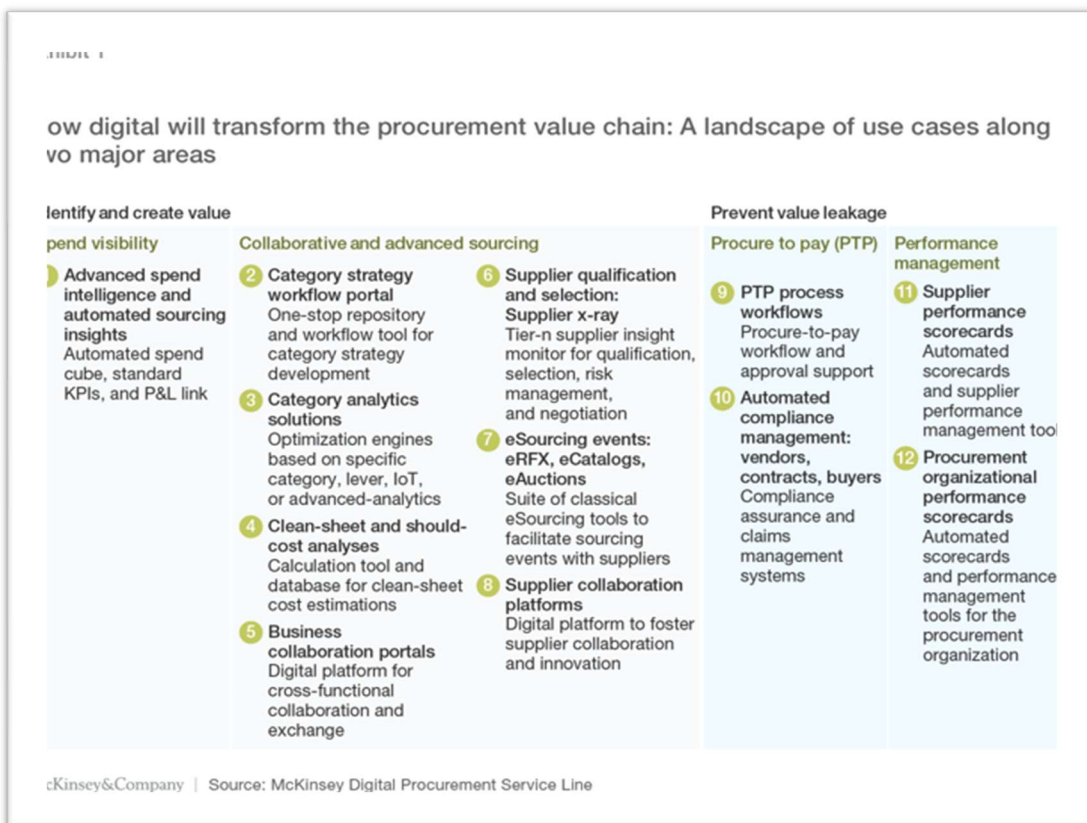 ow digital will transform the procurement value chain: A landscape of use cases along
wo major areas
dentify and create value
pend visibility
Advanced spend
intelligence and
automated sourcing
insights
Automated spend
cube, standard
KPIs, and P&L link
Collaborative and advanced sourcing
2 Category strategy
workflow portal
One-stop repository
and workflow tool for
category strategy
development
3 Category analytics
solutions
Optimization engines
based on specific
category, lever, IoT,
or advanced-analytics
4 Clean-sheet and should-
cost analyses
Calculation tool and
database for clean-sheet
cost estimations
5 Business
collaboration portals
Digital platform for
cross-functional
collaboration and
exchange
6 Supplier qualification
and selection:
Supplier x-ray
Tier-n supplier insight
monitor for qualification,
selection, risk
management,
and negotiation
7 eSourcing events:
eRFX, eCatalogs,
eAuctions
Suite of classical
eSourcing tools to
facilitate sourcing
events with suppliers
8 Supplier collaboration
platforms
Digital platform to foster
supplier collaboration
and innovation
Prevent value leakage
Procure to pay (PTP)
9 PTP process
workflows
Procure-to-pay
workflow and
approval support
10 Automated
compliance
management:
vendors,
contracts, buyers
Compliance
assurance and
claims
management
systems
Performance
management
11 Supplier
performance
scorecards
Automated
scorecards
and supplier
performance
management tool
12 Procurement
organizational
performance
scorecards
Automated
scorecards
and performance
management
tools for the
procurement
organization
cKinsey&Company | Source: McKinsey Digital Procurement Service Line